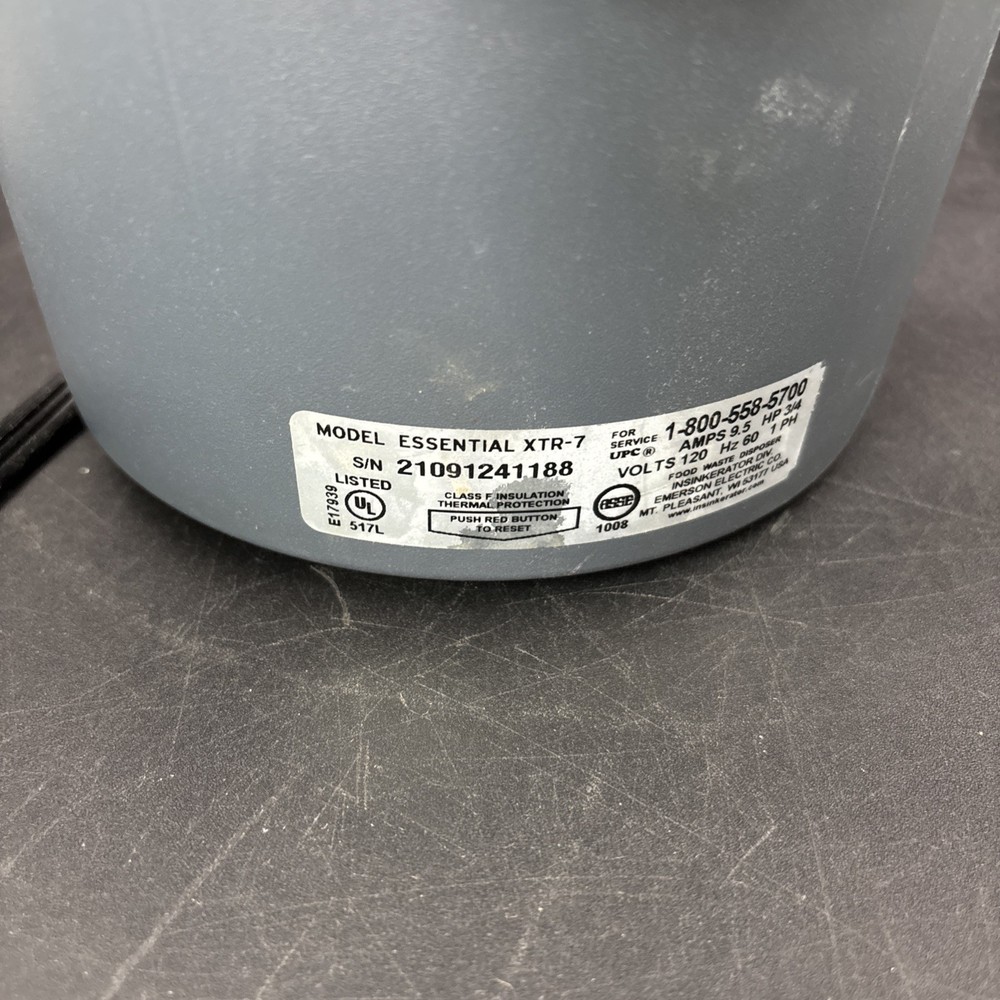 MODEL ESSENTIAL XTR-7
S/N 21091241188
LISTED
E17939
UL
517L
CLASS F INSULATION
THERMAL PROTECTION
PUSH RED BUTTON
TO RESET
FOR
SERVICE 1-800-558-5700
UPC® AMPS 9.5 HP 3/4
VOLTS 120 Hz 60 1 PH
ASSE
1008
FOOD WASTE DISPOSER
INSINKERATOR DIV.
EMERSON ELECTRIC CO.
MT. PLEASANT, WI 53177 USA
www.insinkerator.com